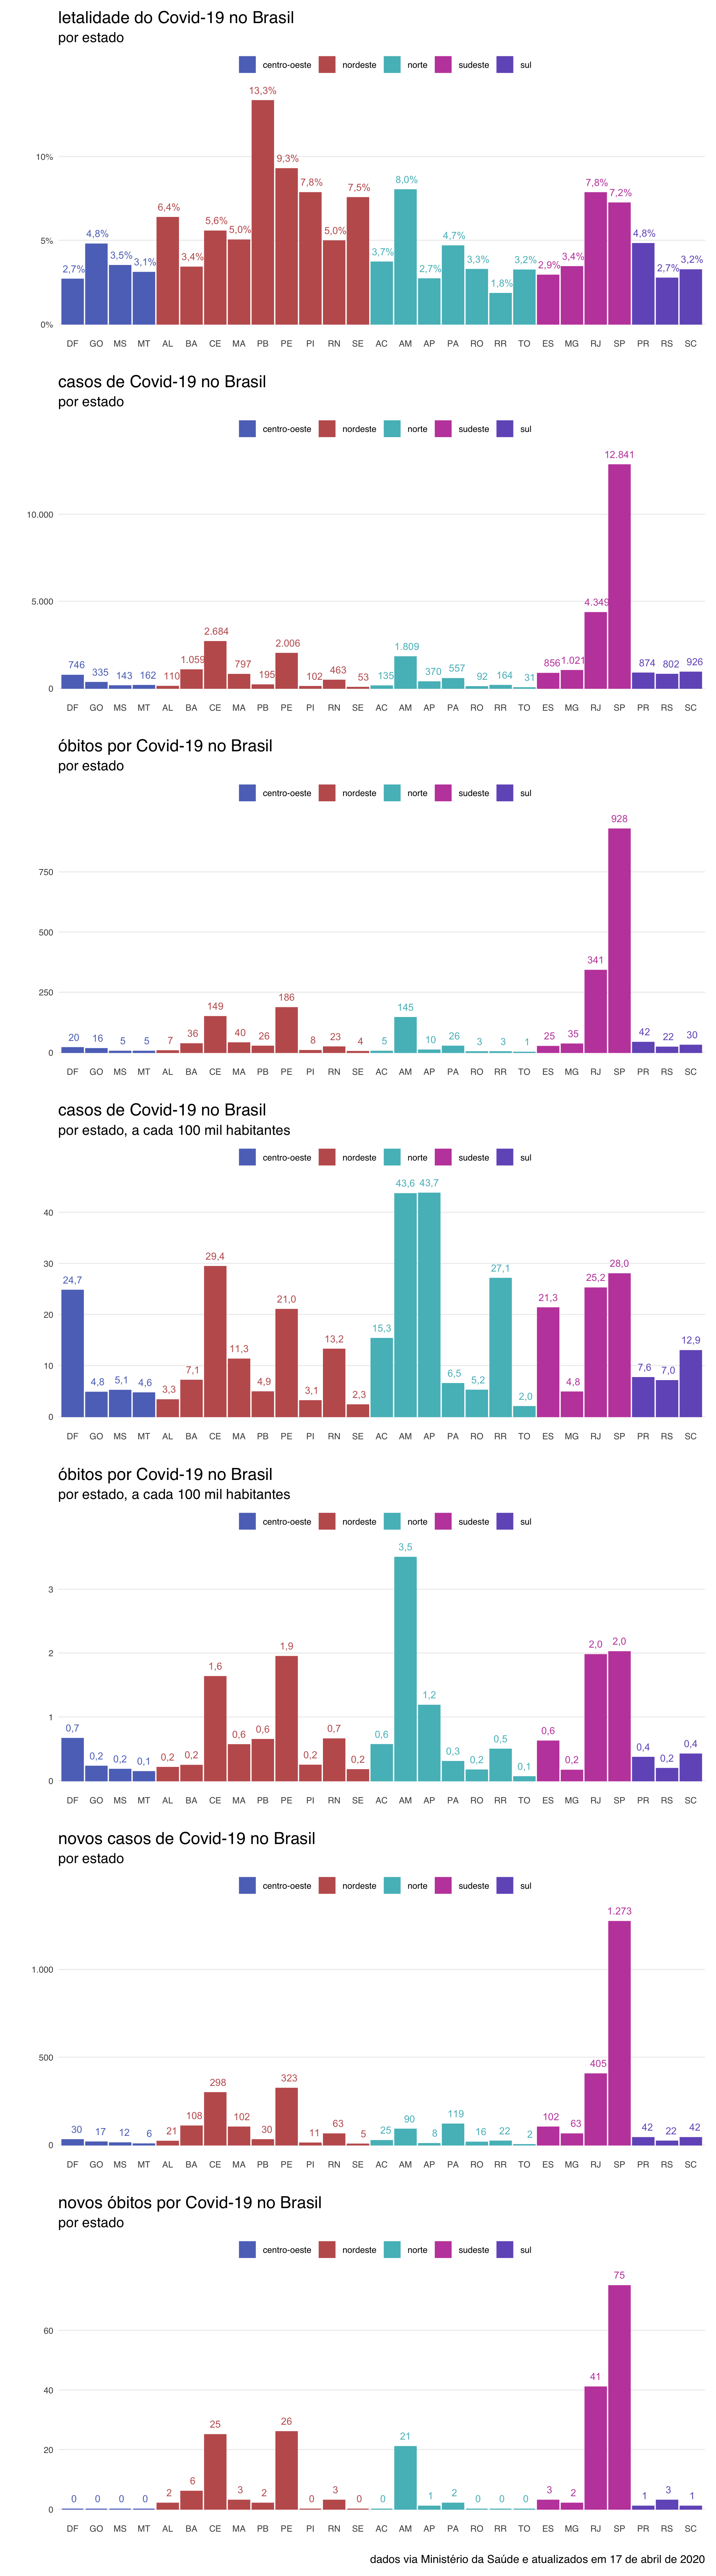 letalidade do Covid-19 no Brasil
por estado
centro-oeste nordeste norte sudeste sul
13,3%
9,3%
8,0%
7,8% 7,8%
7,5% 7,2%
6,4%
5,6%
4,8% 5,0% 5,0% 4,7% 4,8%
3,5% 3,1% 3,4% 3,7% 3,3% 3,2% 3,4% 3,2%
2,7% 2,7% 2,9% 2,7%
1,8%
10%
5%
0%
DF GO MS MT AL BA CE MA PB PE PI RN SE AC AM AP PA RO RR TO ES MG RJ SP PR RS SC
casos de Covid-19 no Brasil
por estado
centro-oeste nordeste norte sudeste sul
12.841
10.000
5.000
4.349
2.684
2.006
1.809
746 335 143 162 110 1.059 797 195 102 463 53 135 370 557 92 164 31 856 1.021 874 802 926
0
DF GO MS MT AL BA CE MA PB PE PI RN SE AC AM AP PA RO RR TO ES MG RJ SP PR RS SC
óbitos por Covid-19 no Brasil
por estado
centro-oeste nordeste norte sudeste sul
928
750
500
341
250
149 186 145
20 16 5 5 7 36 40 26 8 23 4 5 10 26 3 3 1 25 35 42 22 30
0
DF GO MS MT AL BA CE MA PB PE PI RN SE AC AM AP PA RO RR TO ES MG RJ SP PR RS SC
casos de Covid-19 no Brasil
por estado, a cada 100 mil habitantes
centro-oeste nordeste norte sudeste sul
43,6 43,7
40
30
20
10
0
24,7 4,8 5,1 4,6 3,3 7,1 29,4 11,3 4,9 21,0 3,1 13,2 2,3 15,3 6,5 5,2 27,1 2,0 21,3 4,8 25,2 28,0 7,6 7,0 12,9
DF GO MS MT AL BA CE MA PB PE PI RN SE AC AM AP PA RO RR TO ES MG RJ SP PR RS SC
óbitos por Covid-19 no Brasil
por estado, a cada 100 mil habitantes
centro-oeste nordeste norte sudeste sul
3,5
3
2
1
0
0,7 0,2 0,2 0,1 0,2 0,2 1,6 0,6 0,6 1,9 0,2 0,7 0,2 0,6 1,2 0,3 0,2 0,5 0,1 0,6 0,2 2,0 2,0 0,4 0,2 0,4
DF GO MS MT AL BA CE MA PB PE PI RN SE AC AM AP PA RO RR TO ES MG RJ SP PR RS SC
novos casos de Covid-19 no Brasil
por estado
centro-oeste nordeste norte sudeste sul
1.273
1.000
500
0
30 17 12 6 21 108 298 102 30 323 11 63 5 25 90 8 119 16 22 2 102 63 405 42 22 42
DF GO MS MT AL BA CE MA PB PE PI RN SE AC AM AP PA RO RR TO ES MG RJ SP PR RS SC
novos óbitos por Covid-19 no Brasil
por estado
centro-oeste nordeste norte sudeste sul
75
60
40
20
0
0 0 0 0 2 6 25 3 2 26 0 3 0 0 21 1 2 0 0 0 3 2 41 1 3 1
DF GO MS MT AL BA CE MA PB PE PI RN SE AC AM AP PA RO RR TO ES MG RJ SP PR RS SC
dados via Ministério da Saúde e atualizados em 17 de abril de 2020